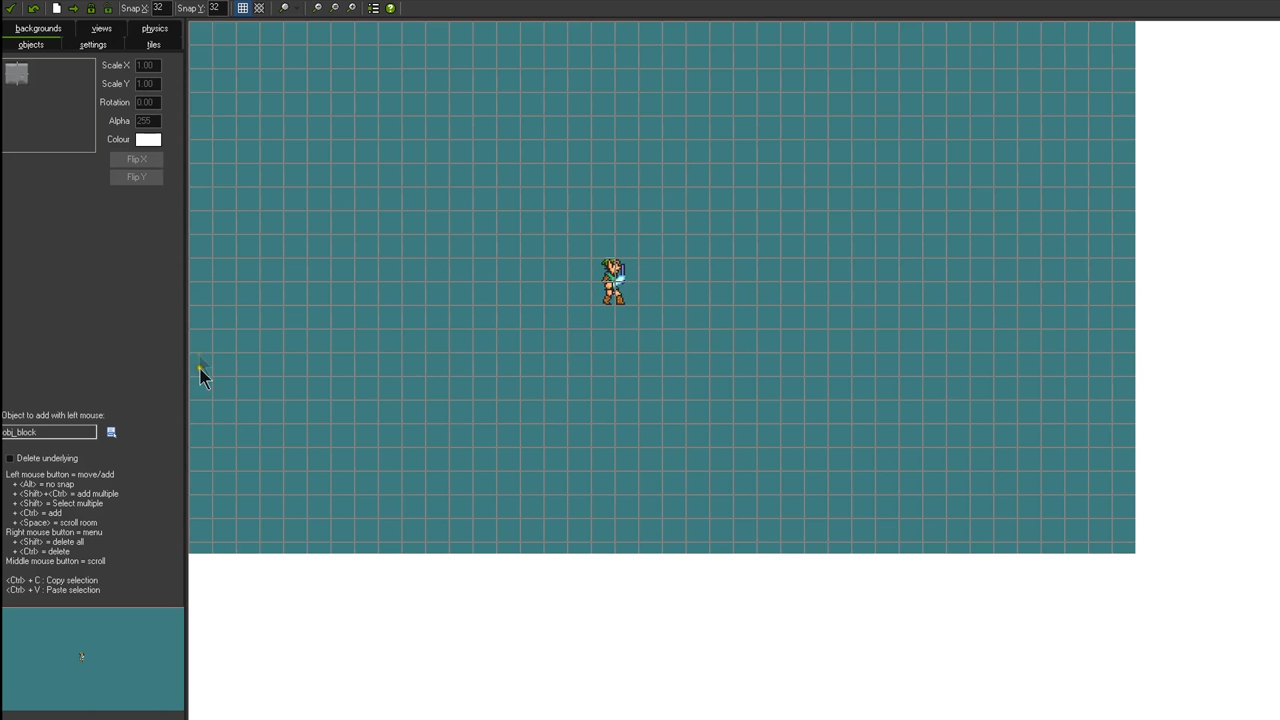 Snap X: 32 Snap Y: 32
backgrounds views physics
objects settings tiles
Scale X 1.00
Scale Y 1.00
Rotation 0.00
Alpha 255
Colour
Flip X
Flip Y
Object to add with left mouse:
obj_block
Delete underlying
Left mouse button = move/add
+ <Alt> = no snap
+ <Shift>+<Ctrl> = add multiple
+ <Shift> = Select multiple
+ <Ctrl> = add
+ <Space> = scroll room
Right mouse button = menu
+ <Shift> = delete all
+ <Ctrl> = delete
Middle mouse button = scroll
<Ctrl> + C : Copy selection
<Ctrl> + V : Paste selection